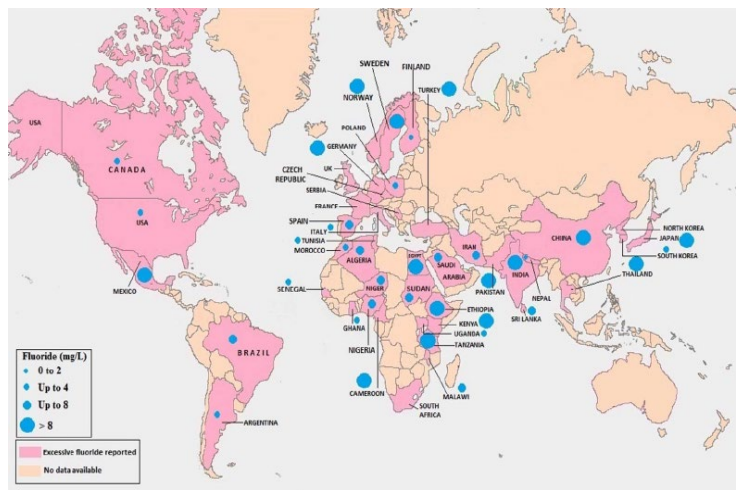 SWEDEN
FINLAND
TURKEY
NORWAY
USA
POLAND
GERMANY
CANADA
UK
CZECH
REPUBLIC
SERBIA
FRANCE
USA
SPAIN
ITALY
TUNISIA
MOROCCO
ALGERIA
EGYPT
SAUDI
ARABIA
IRAN
CHINA
NORTH KOREA
JAPAN
SOUTH KOREA
THAILAND
INDIA
NEPAL
PAKISTAN
MEXICO
SENEGAL
NIGER
SUDAN
ETHIOPIA
SRI LANKA
GHANA
KENYA
UGANDA
NIGERIA
TANZANIA
BRAZIL
CAMEROON
MALAWI
SOUTH
AFRICA
ARGENTINA
Fluoride (mg/L)
0 to 2
Up to 4
Up to 8
> 8
Excessive fluoride reported
No data available